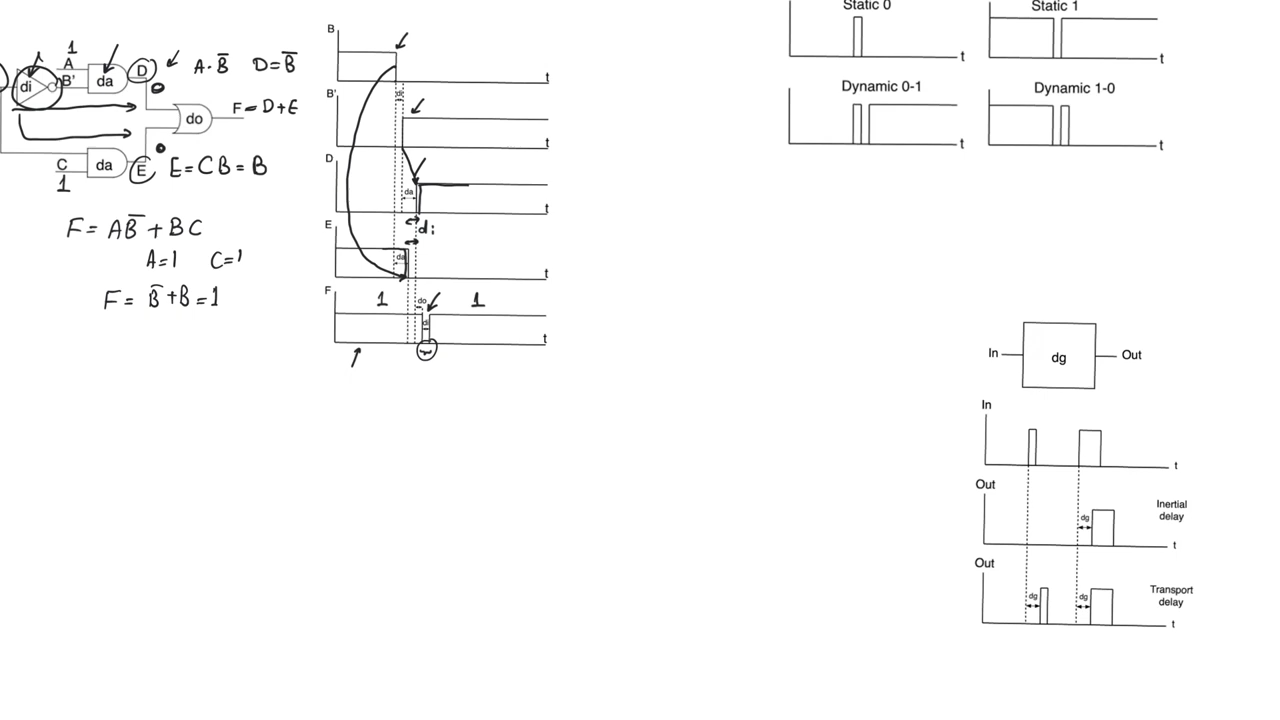 1
A
B'
di
da
D
A·B̅ D=B̅
do
F=D+E
C
1
da
E
E=CB=B
F=AB̅+BC
A=1 C=1
F=B̅+B=1
B
t
di
B'
t
D
da
t
di
E
da
t
F
1
do
1
di
t
Static 0
t
Static 1
t
Dynamic 0-1
t
Dynamic 1-0
t
In
dg
Out
In
t
Out
dg
Inertial
delay
t
Out
dg
dg
Transport
delay
t